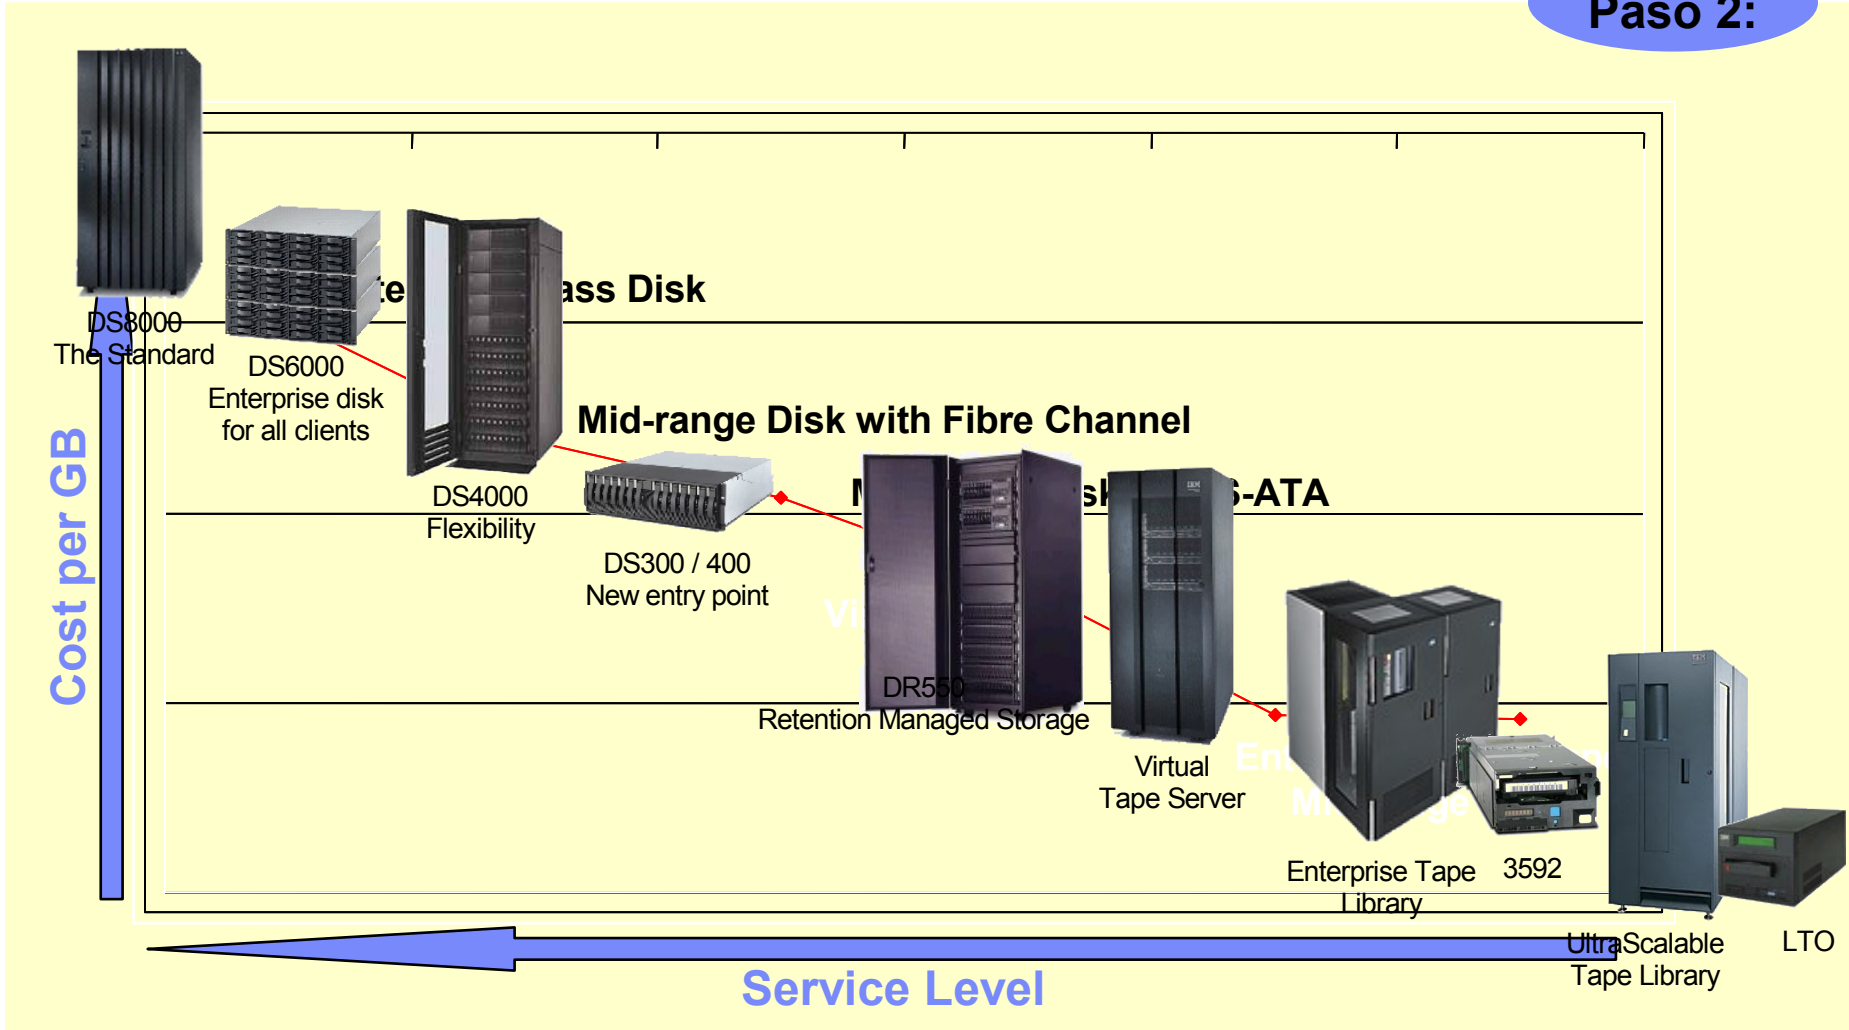 Paso 2:
ass Disk
DS8000
The Standard
DS6000
Enterprise disk
for all clients
Mid-range Disk with Fibre Channel
DS4000
Flexibility
S-ATA
DS300 / 400
New entry point
DR550
Retention Managed Storage
Virtual
Tape Server
Enterprise Tape
Library
3592
UltraScalable
Tape Library
LTO
Cost per GB
Service Level